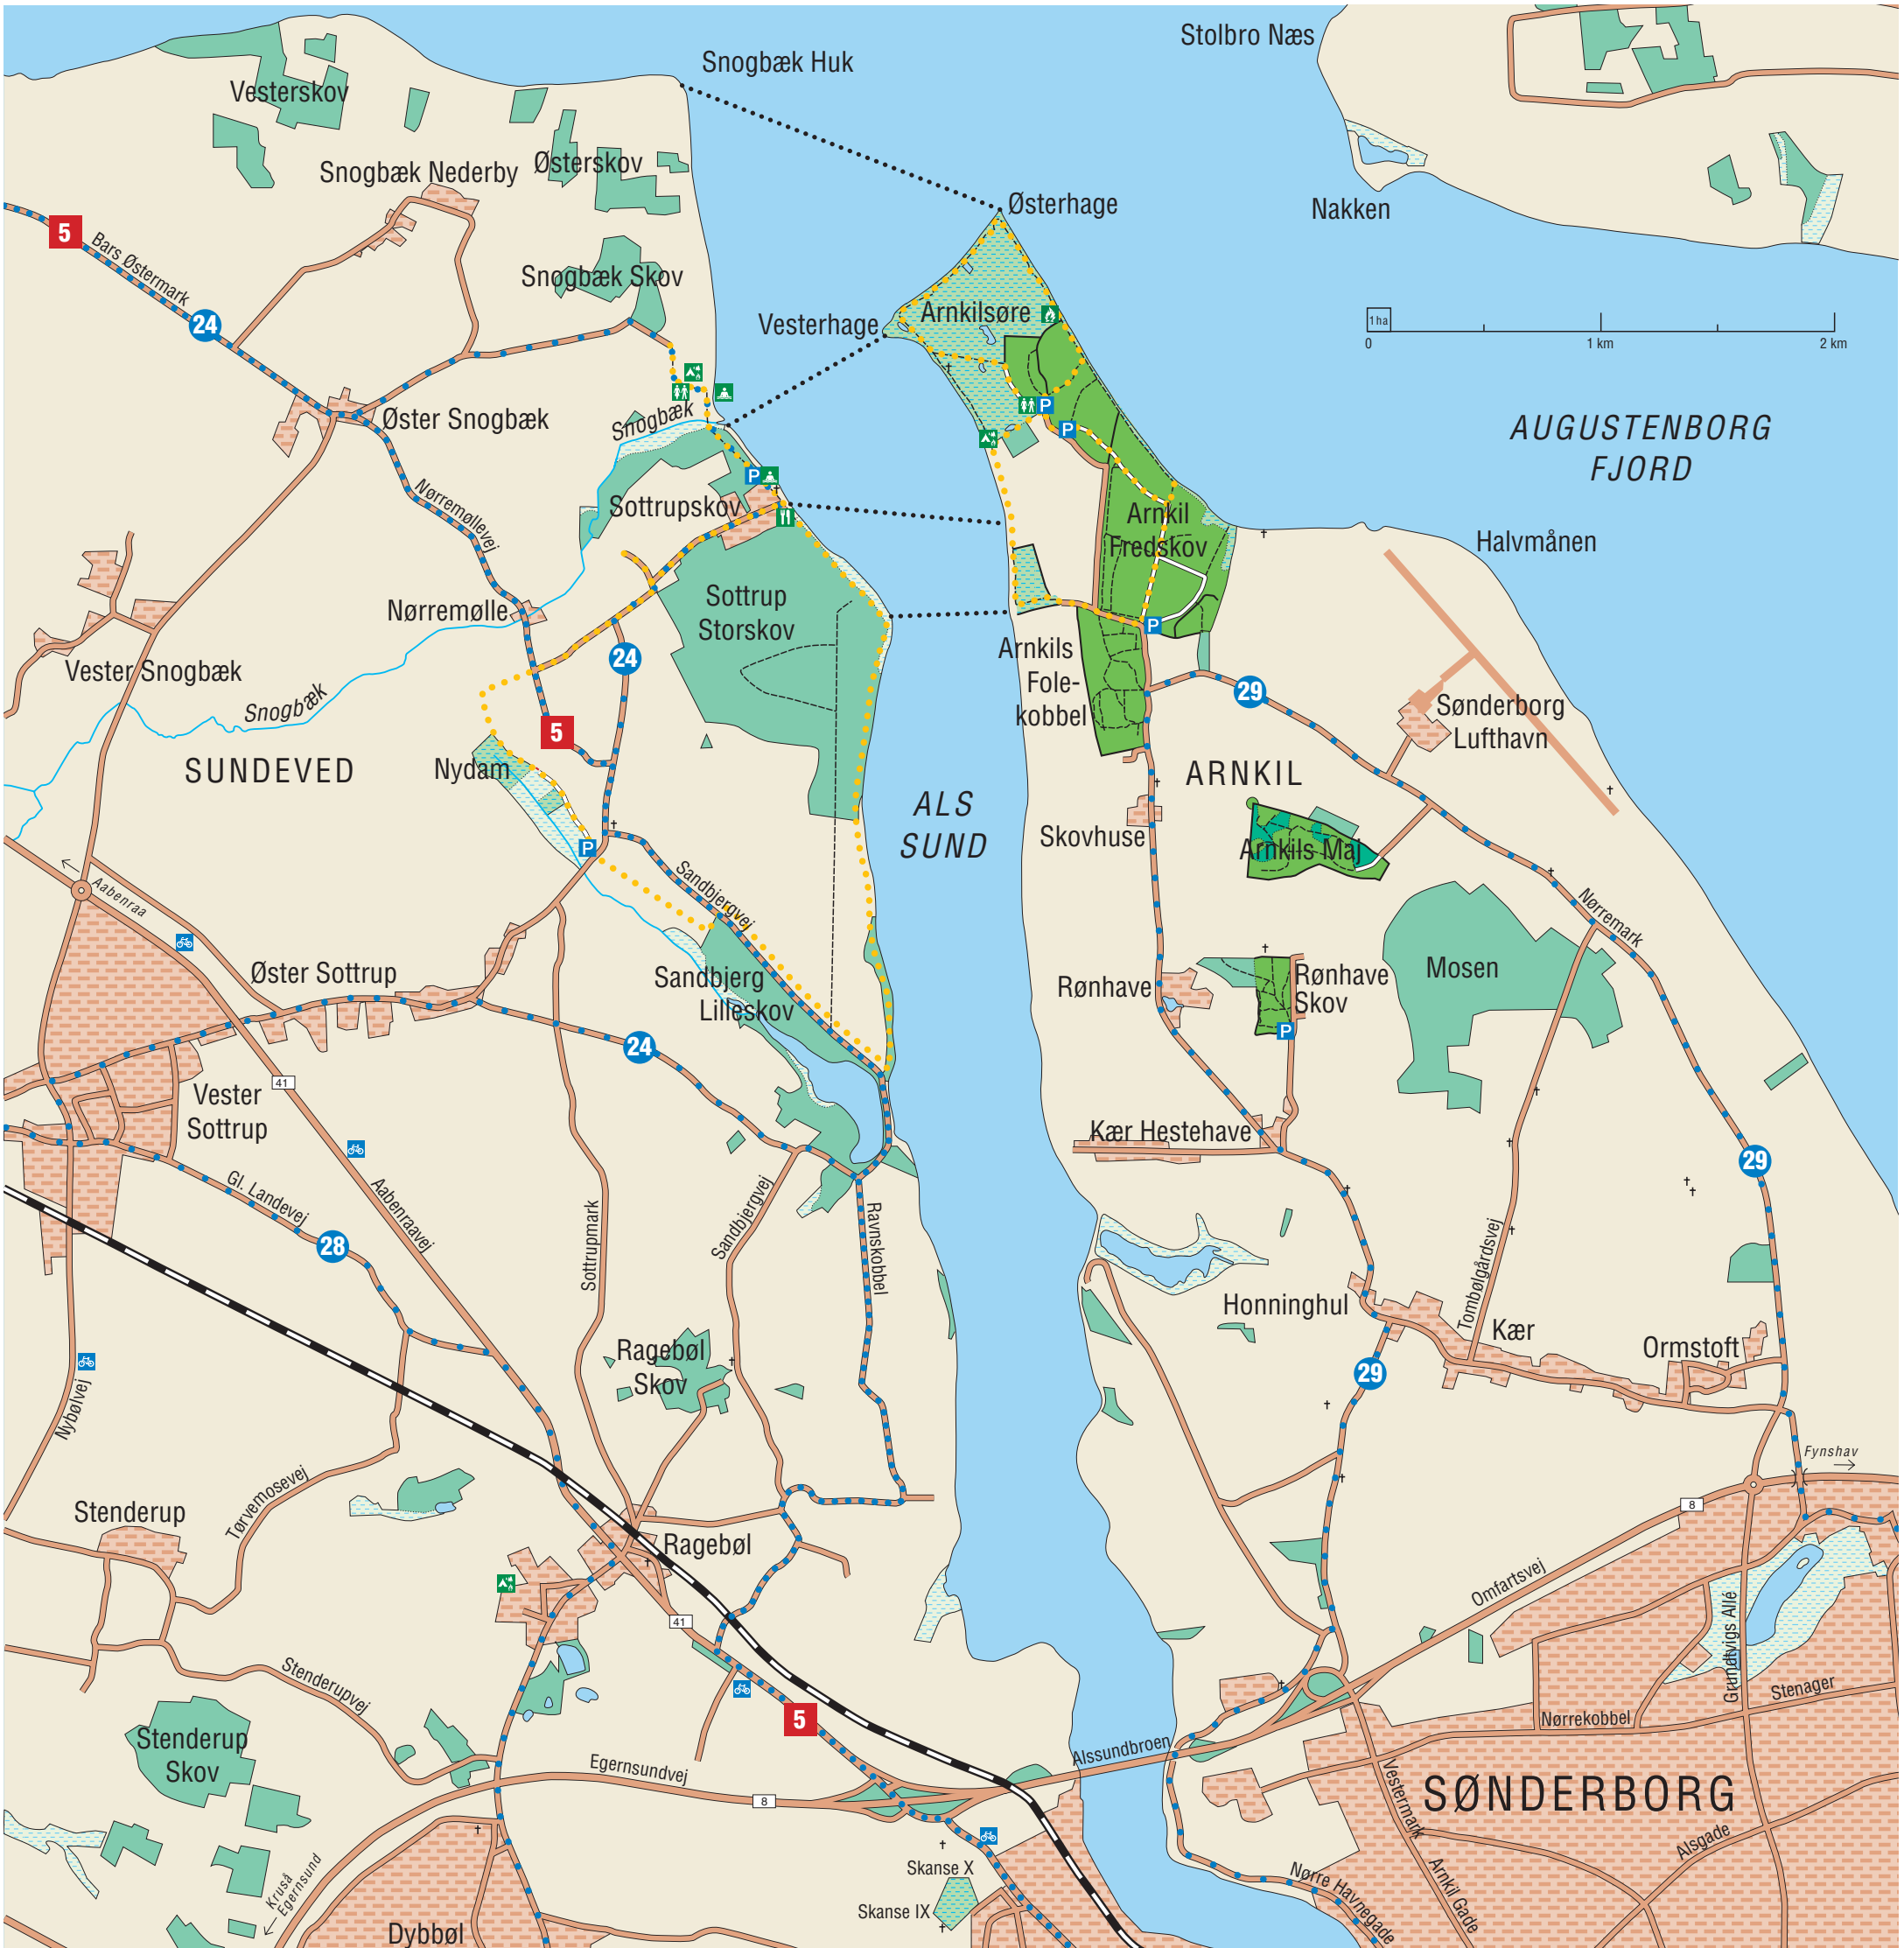 Stolbro Næs
Snogbæk Huk
Vesterskov
Østerskov
Snogbæk Nederby
Østerhage
Nakken
5
Bars Østermark
Snogbæk Skov
24
Vesterhage
Arnkilsøre
1 ha
0
1 km
2 km
Øster Snogbæk
Snogbæk
P
AUGUSTENBORG
FJORD
P
P
Nørremøllevej
Sottrupskov
Arnkil
Fredskov
Halvmånen
Nørremølle
Sottrup
Storskov
P
Vester Snogbæk
24
Arnkils
Fole-
kobbel
29
Snogbæk
Sønderborg
Lufthavn
5
SUNDEVED
Nydam
ARNKIL
ALS
SUND
Skovhuse
P
Arnkils Maj
Sandbjergvej
Aabenraa
Nørremark
Øster Sottrup
Sandbjerg
Lilleskov
Rønhave
Rønhave
Skov
Mosen
P
24
41
Vester
Sottrup
Kær Hestehave
29
Gl. Landevej
Aabenraavej
28
Sottrupmark
Sandbjergvej
Ravnskobbel
Tombølgårdsvej
Honninghul
Kær
Ormstoft
Ragebøl
Skov
29
Nybølvej
Fynshav
8
Tørvemosevej
Stenderup
Ragebøl
Omfartsvej
Grundtvigs Allé
41
Stenderupvej
Stenager
5
Nørrekobbel
Stenderup
Skov
Alssundbroen
Egernsundvej
8
Vestermark
SØNDERBORG
Alsgade
Arnkil Gade
Skanse X
Nørre Havnegade
Kruså
Egernsund
Skanse IX
Dybbøl